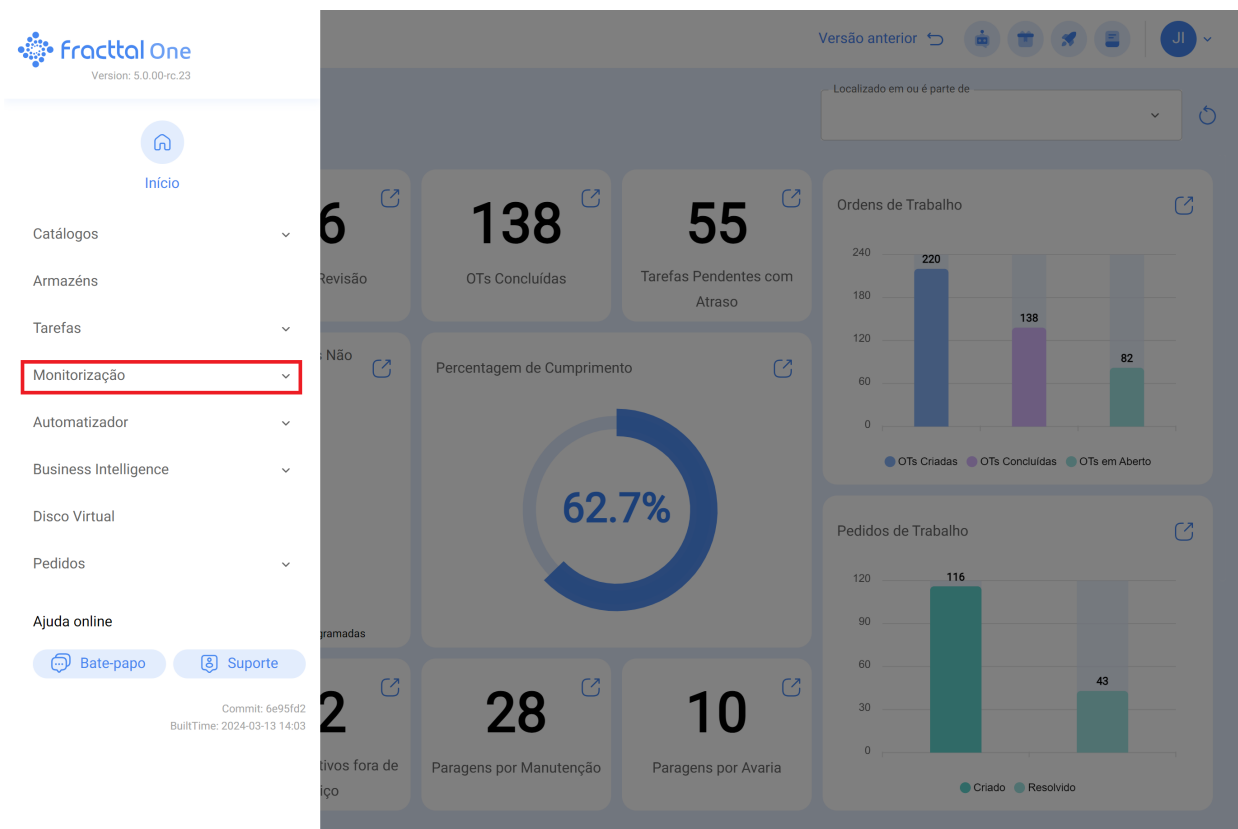 fracttal One
Version: 5.0.00-rc.23
Início
Catálogos
Armazéns
Tarefas
Monitorização
Automatizador
Business Intelligence
Disco Virtual
Pedidos
Ajuda online
Bate-papo
Suporte
Commit: 6e95fd2
BuiltTime: 2024-03-13 14:03
Versão anterior
JI
Localizado em ou é parte de
6
Revisão
138
OTs Concluídas
55
Tarefas Pendentes com
Atraso
Não
Percentagem de Cumprimento
62.7%
2
fora de
28
Paragens por Manutenção
10
Paragens por Avaria
Ordens de Trabalho
240
180
120
60
0
220
138
82
OTs Criadas
OTs Concluídas
OTs em Aberto
Pedidos de Trabalho
120
90
60
30
0
116
43
Criado
Resolvido